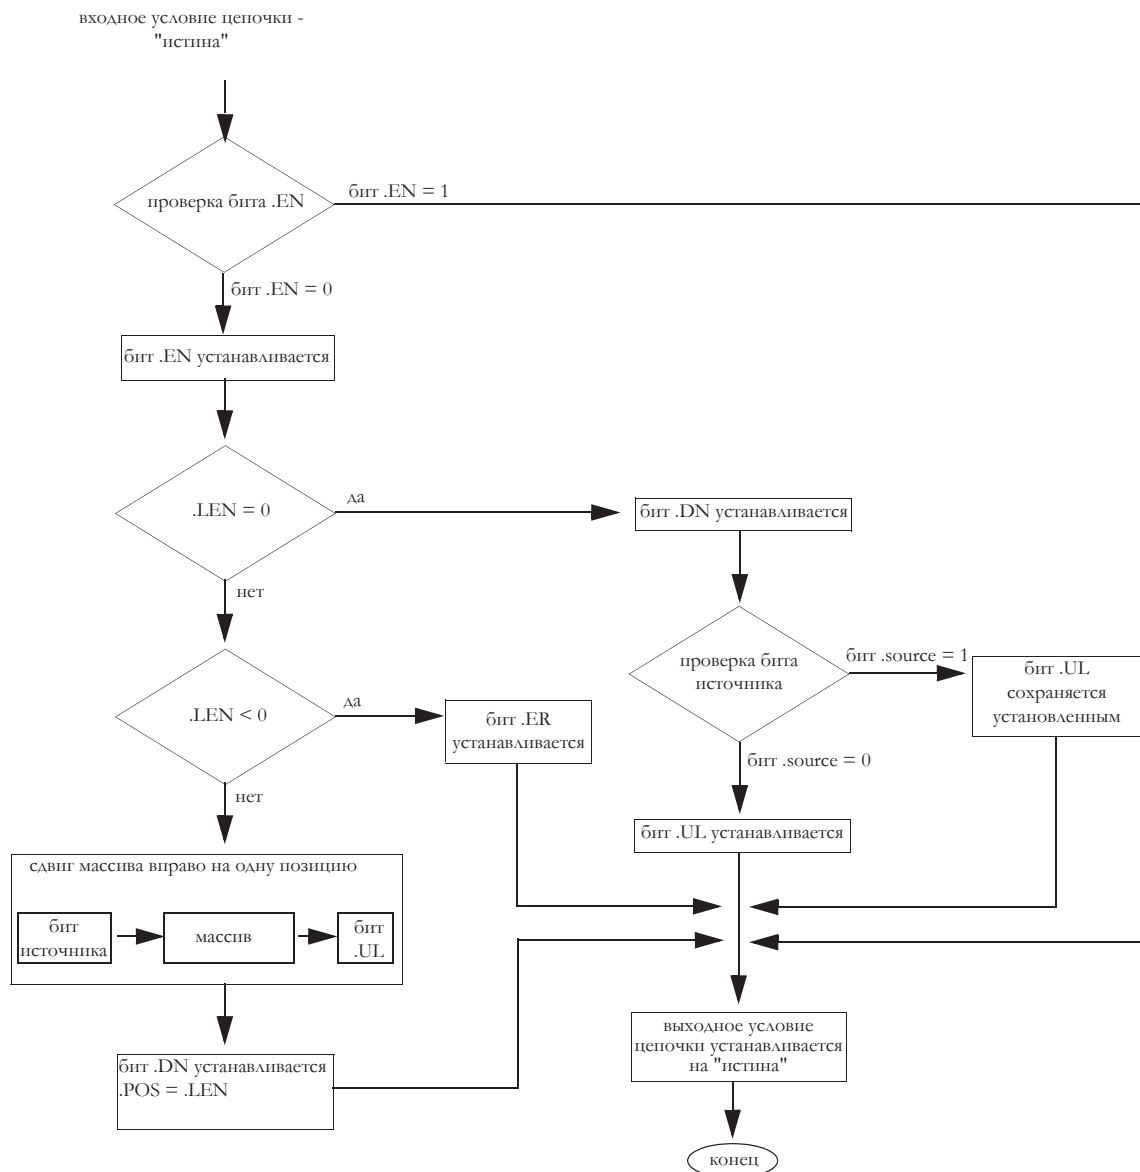 входное условие цепочки -
"истина"
проверка бита .EN
бит .EN = 1
бит .EN = 0
бит .EN устанавливается
.LEN = 0
да
бит .DN устанавливается
нет
проверка бита
источника
бит .source = 1
бит .UL
сохраняется
установленным
.LEN < 0
да
бит .ER
устанавливается
бит .source = 0
нет
бит .UL устанавливается
сдвиг массива вправо на одну позицию
бит
источника
массив
бит
.UL
выходное условие
цепочки устанавливается
на "истина"
бит .DN устанавливается
.POS = .LEN
конец